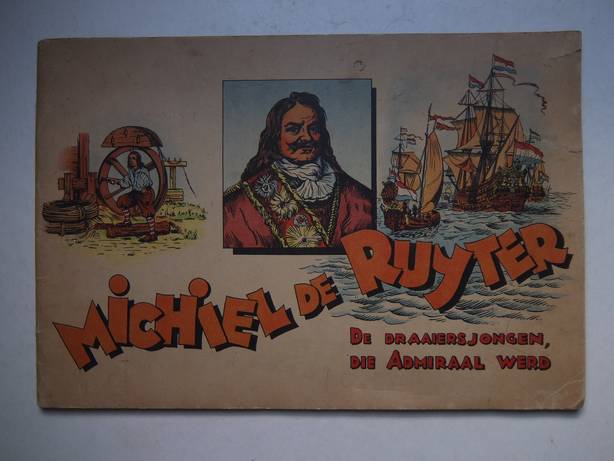 MICHIEL DE RUYTER
DE DRAAIERSJONGEN,
DIE ADMIRAAL WERD